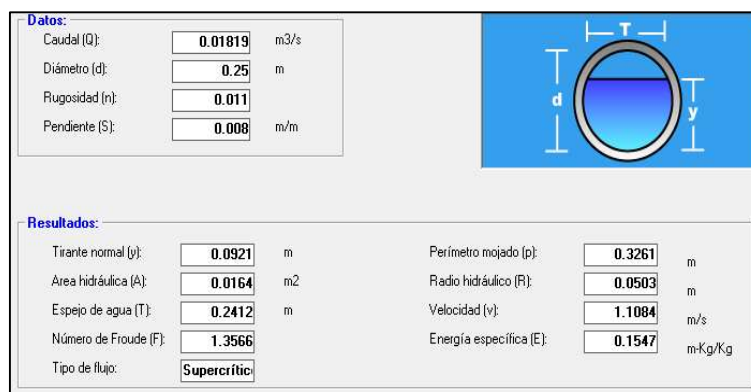 Datos:
Caudal (Q): 0.01819 m3/s
Diámetro (d): 0.25 m
Rugosidad (n): 0.011
Pendiente (S): 0.008 m/m
T
d
y
Resultados:
Tirante normal (y): 0.0921 m Perímetro mojado (p): 0.3261 m
Area hidráulica (A): 0.0164 m2 Radio hidráulico (R): 0.0503 m
Espejo de agua (T): 0.2412 m Velocidad (v): 1.1084 m/s
Número de Froude (F): 1.3566 Energía específica (E): 0.1547 m-Kg/Kg
Tipo de flujo: Supercrític